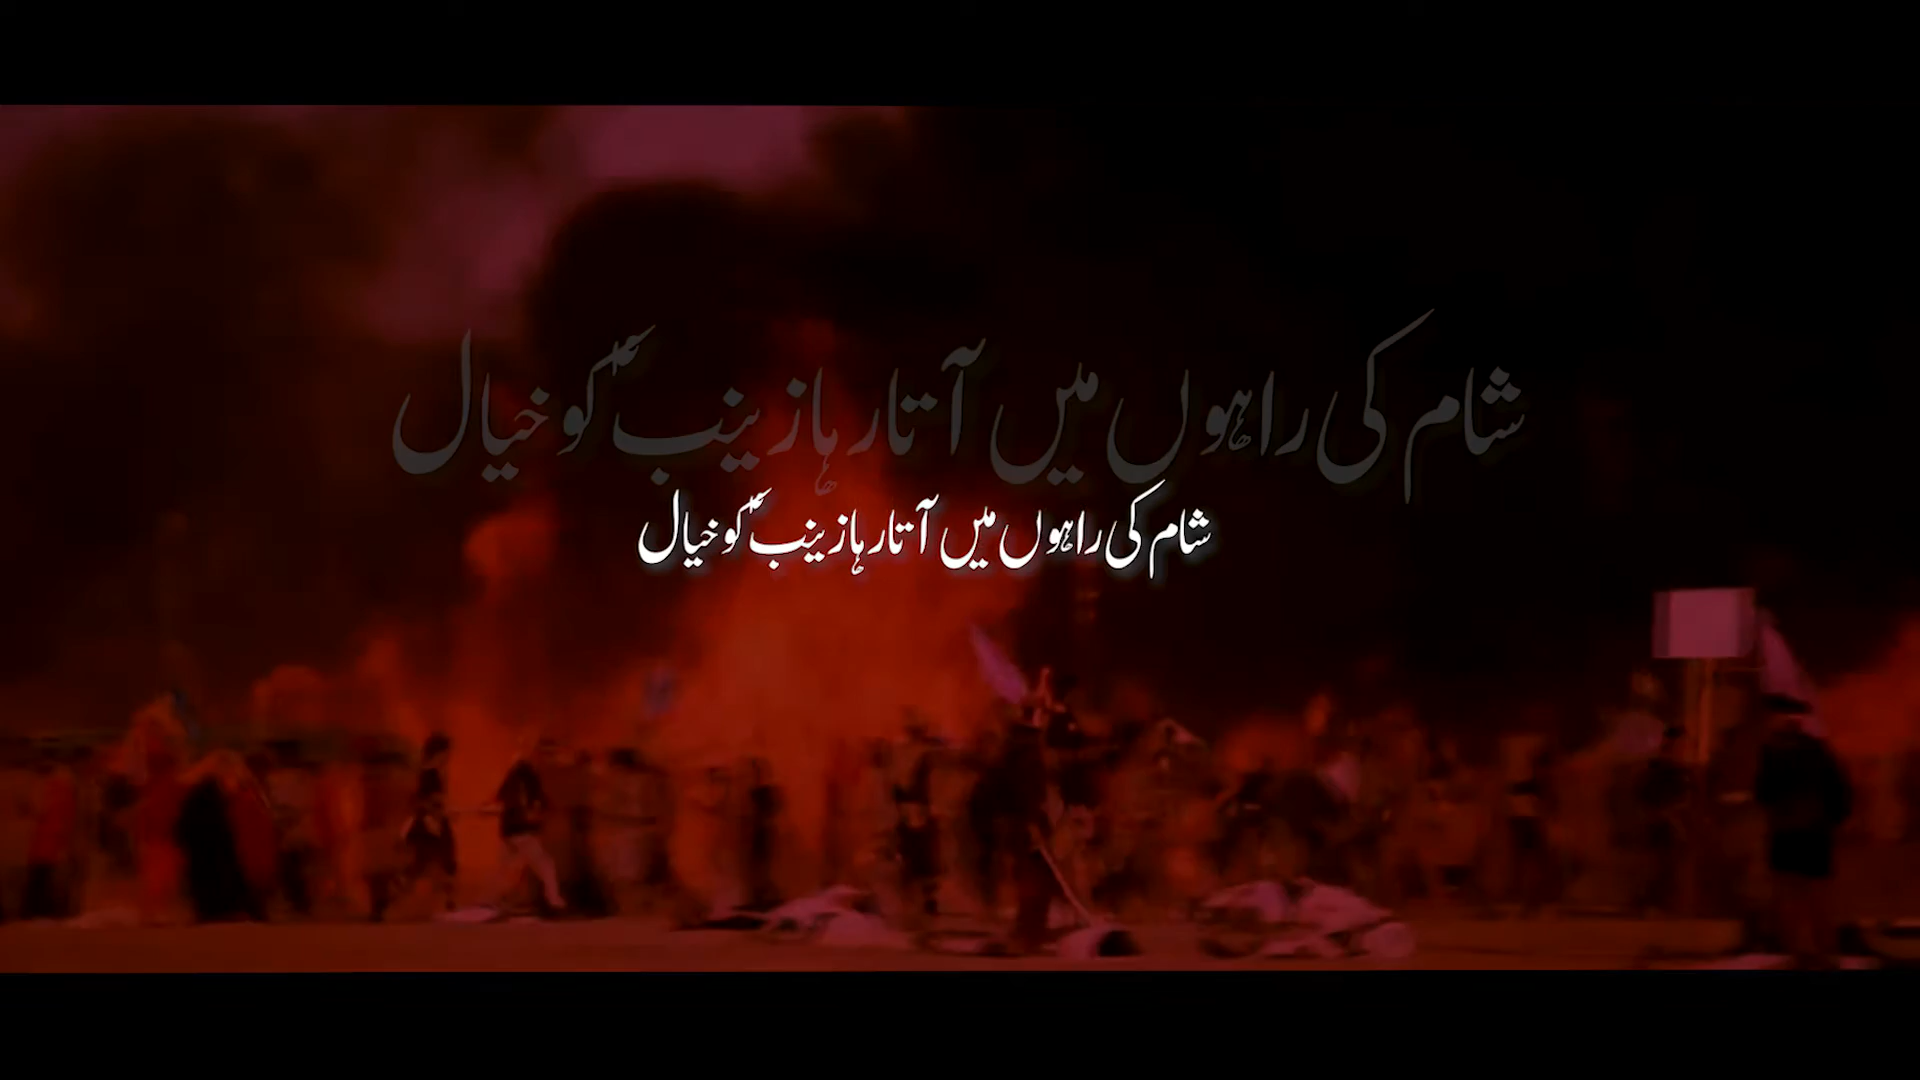 شام کی راہوں میں آتا رہا زینبؑ کو خیال
شام کی راہوں میں آتا رہا زینبؑ کو خیال